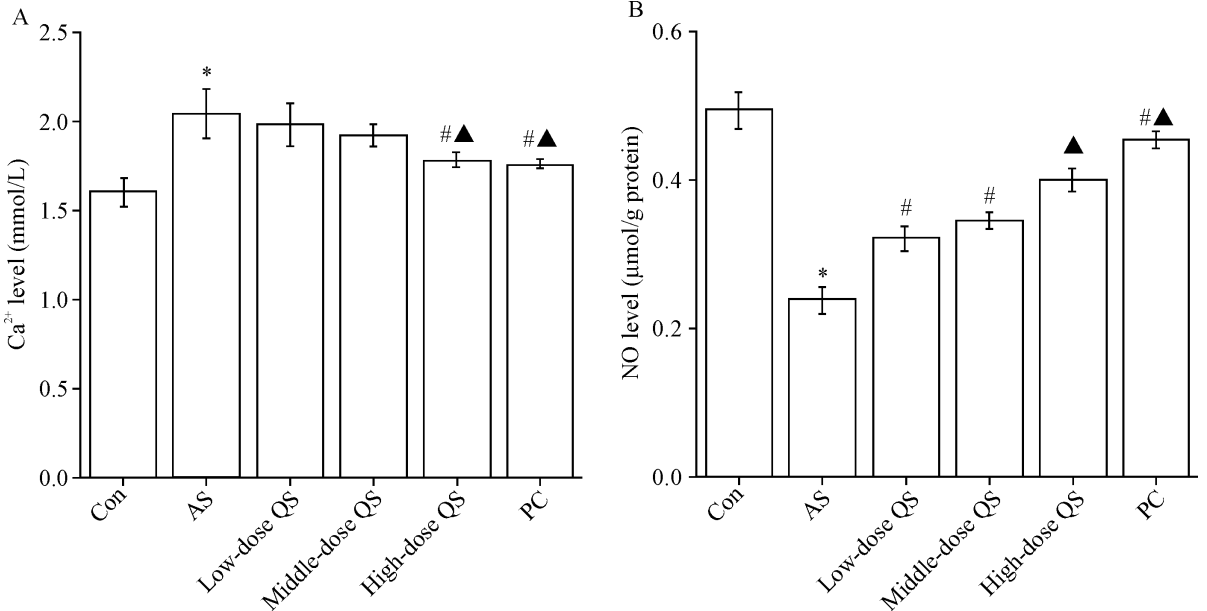 A
Ca²⁺ level (mmol/L)
2.5
2.0
1.5
1.0
0.5
0.0
*
#▲
#▲
Con
AS
Low-dose QS
Middle-dose QS
High-dose QS
PC
B
NO level (μmol/g protein)
0.6
0.4
0.2
0.0
*
#
#
▲
#▲
Con
AS
Low-dose QS
Middle-dose QS
High-dose QS
PC